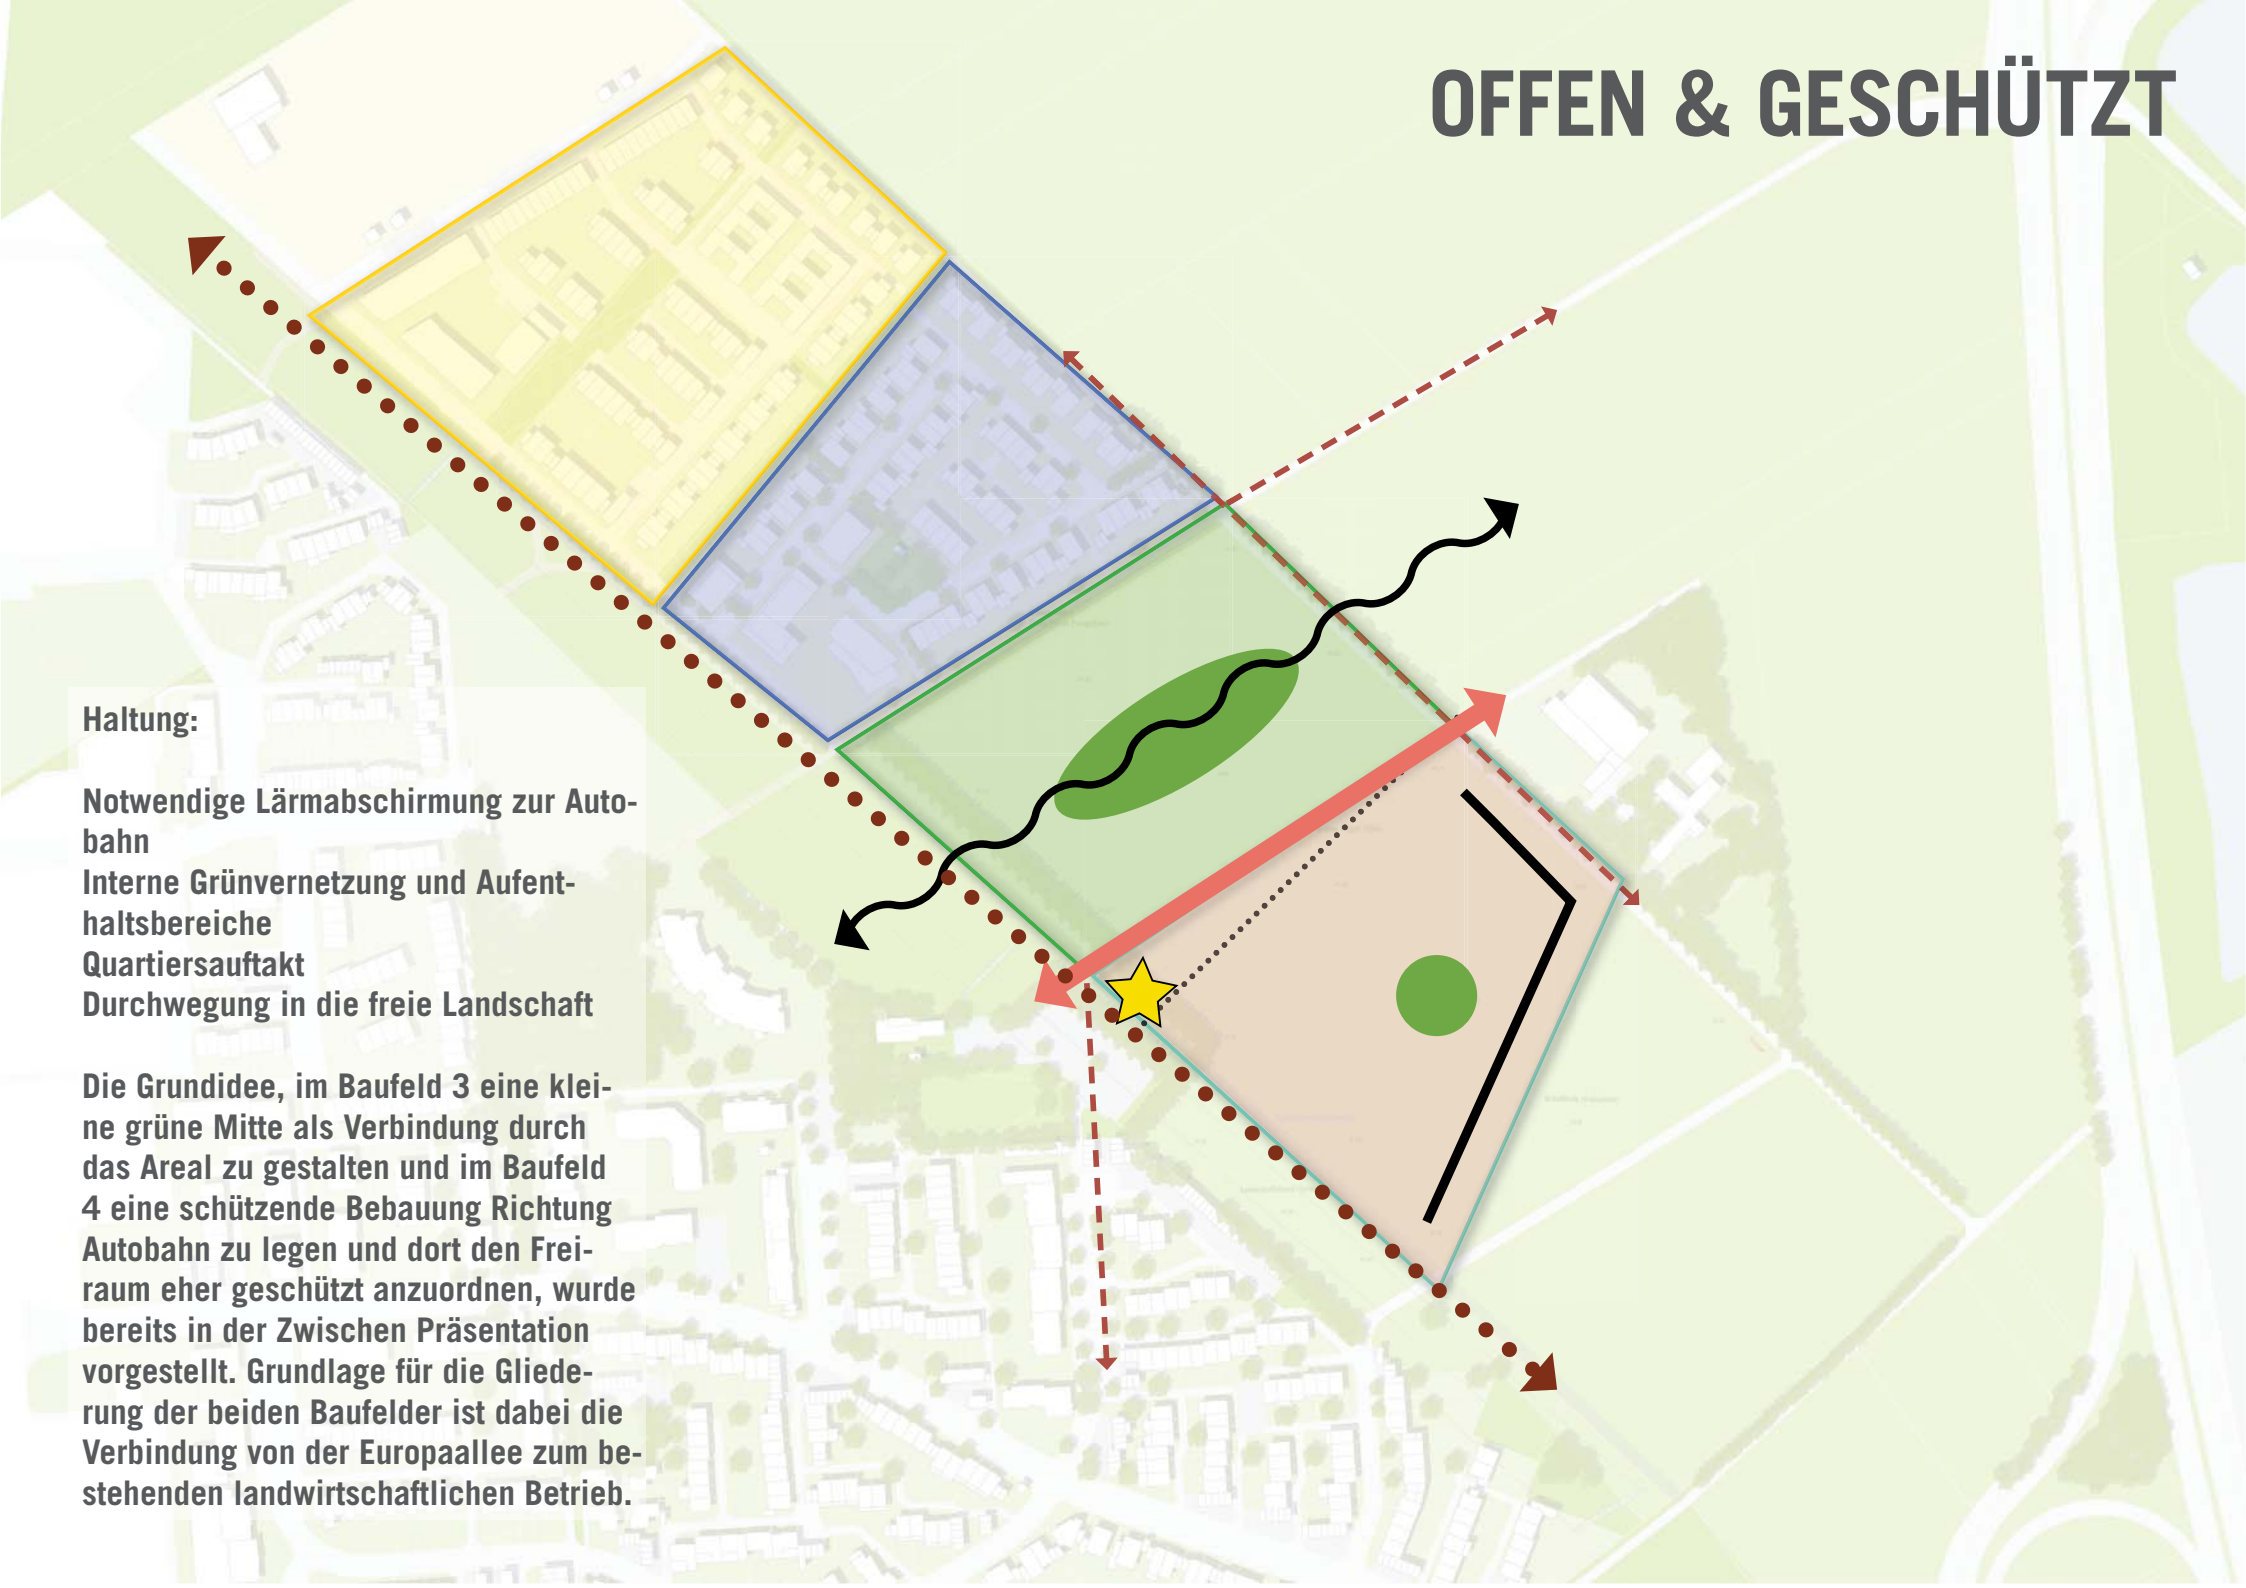 OFFEN & GESCHÜTZT
Haltung:
Notwendige Lärmabschirmung zur Auto-
bahn
Interne Grünvernetzung und Aufent-
haltsbereiche
Quartiersauftakt
Durchwegung in die freie Landschaft
Die Grundidee, im Baufeld 3 eine klei-
ne grüne Mitte als Verbindung durch
das Areal zu gestalten und im Baufeld
4 eine schützende Bebauung Richtung
Autobahn zu legen und dort den Frei-
raum eher geschützt anzuordnen, wurde
bereits in der Zwischen Präsentation
vorgestellt. Grundlage für die Gliede-
rung der beiden Baufelder ist dabei die
Verbindung von der Europaallee zum be-
stehenden landwirtschaftlichen Betrieb.